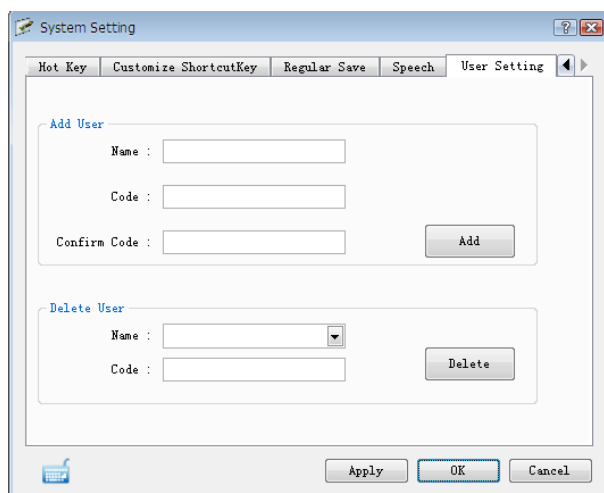 System Setting
Hot Key Customize ShortcutKey Regular Save Speech User Setting
Add User
Name :
Code :
Confirm Code :
Add
Delete User
Name :
Code :
Delete
Apply OK Cancel